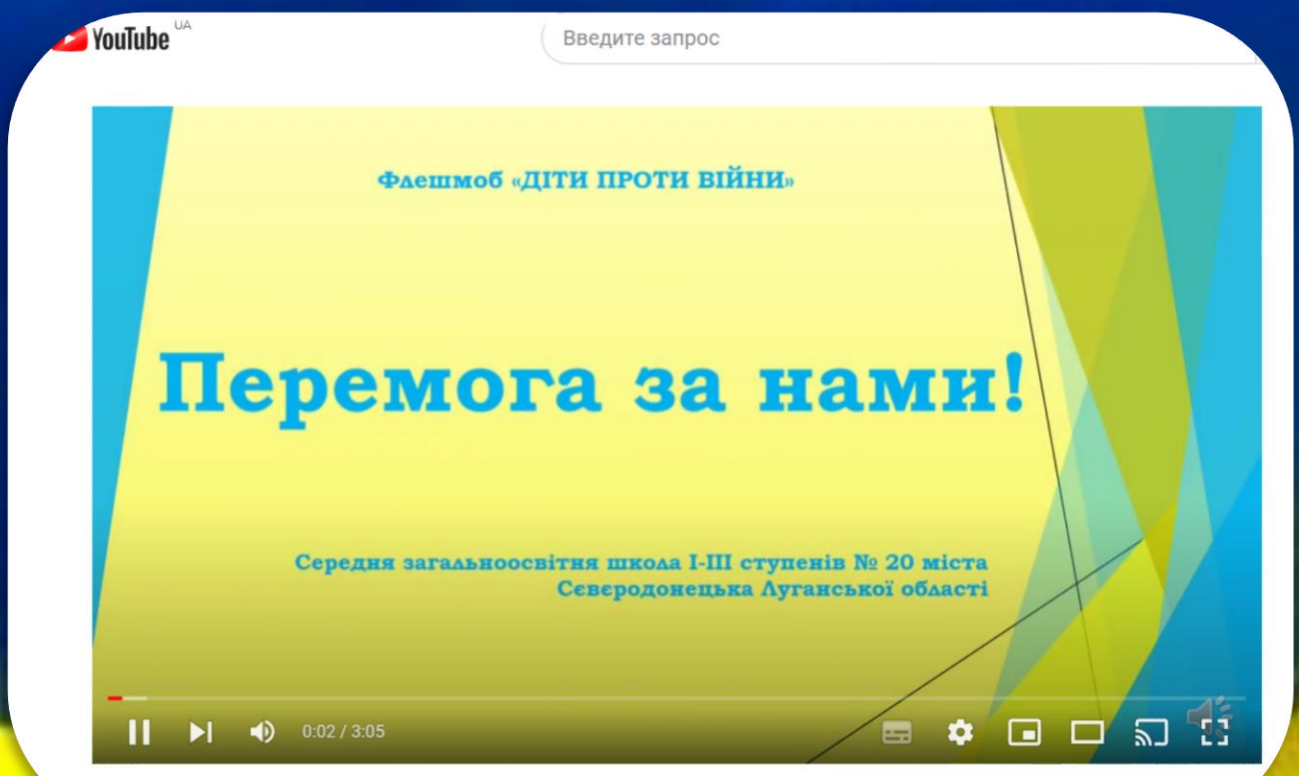 YouTube UA
Введите запрос
Флешмоб «ДІТИ ПРОТИ ВІЙНИ»
Перемога за нами!
Середня загальноосвітня школа І-ІІІ ступенів № 20 міста
Сєвєродонецька Луганської області
0:02 / 3:05